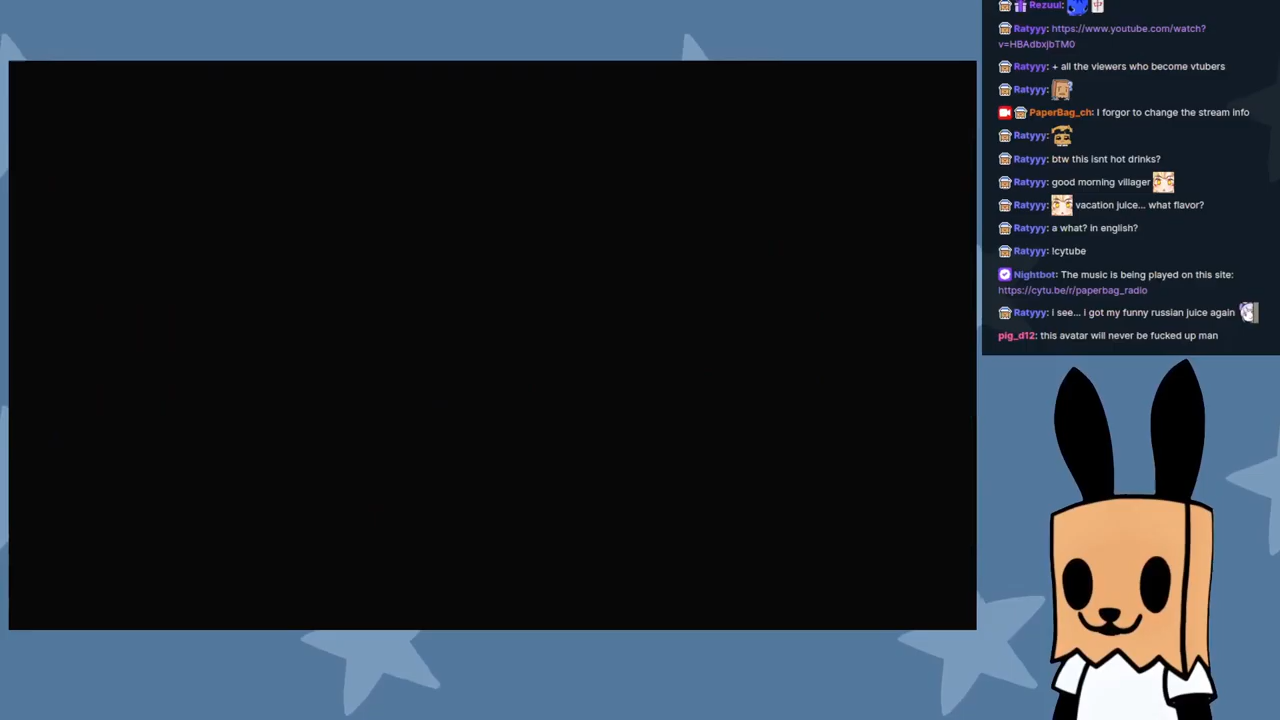 Rezuul:
Ratyyy: https://www.youtube.com/watch?
v=HBAdbxjbTM0
Ratyyy: + all the viewers who become vtubers
Ratyyy:
PaperBag_ch: I forgor to change the stream info
Ratyyy:
Ratyyy: btw this isnt hot drinks?
Ratyyy: good morning villager
Ratyyy: vacation juice... what flavor?
Ratyyy: a what? in english?
Ratyyy: !cytube
Nightbot: The music is being played on this site:
https://cytu.be/r/paperbag_radio
Ratyyy: i see... i got my funny russian juice again
pig_d12: this avatar will never be fucked up man